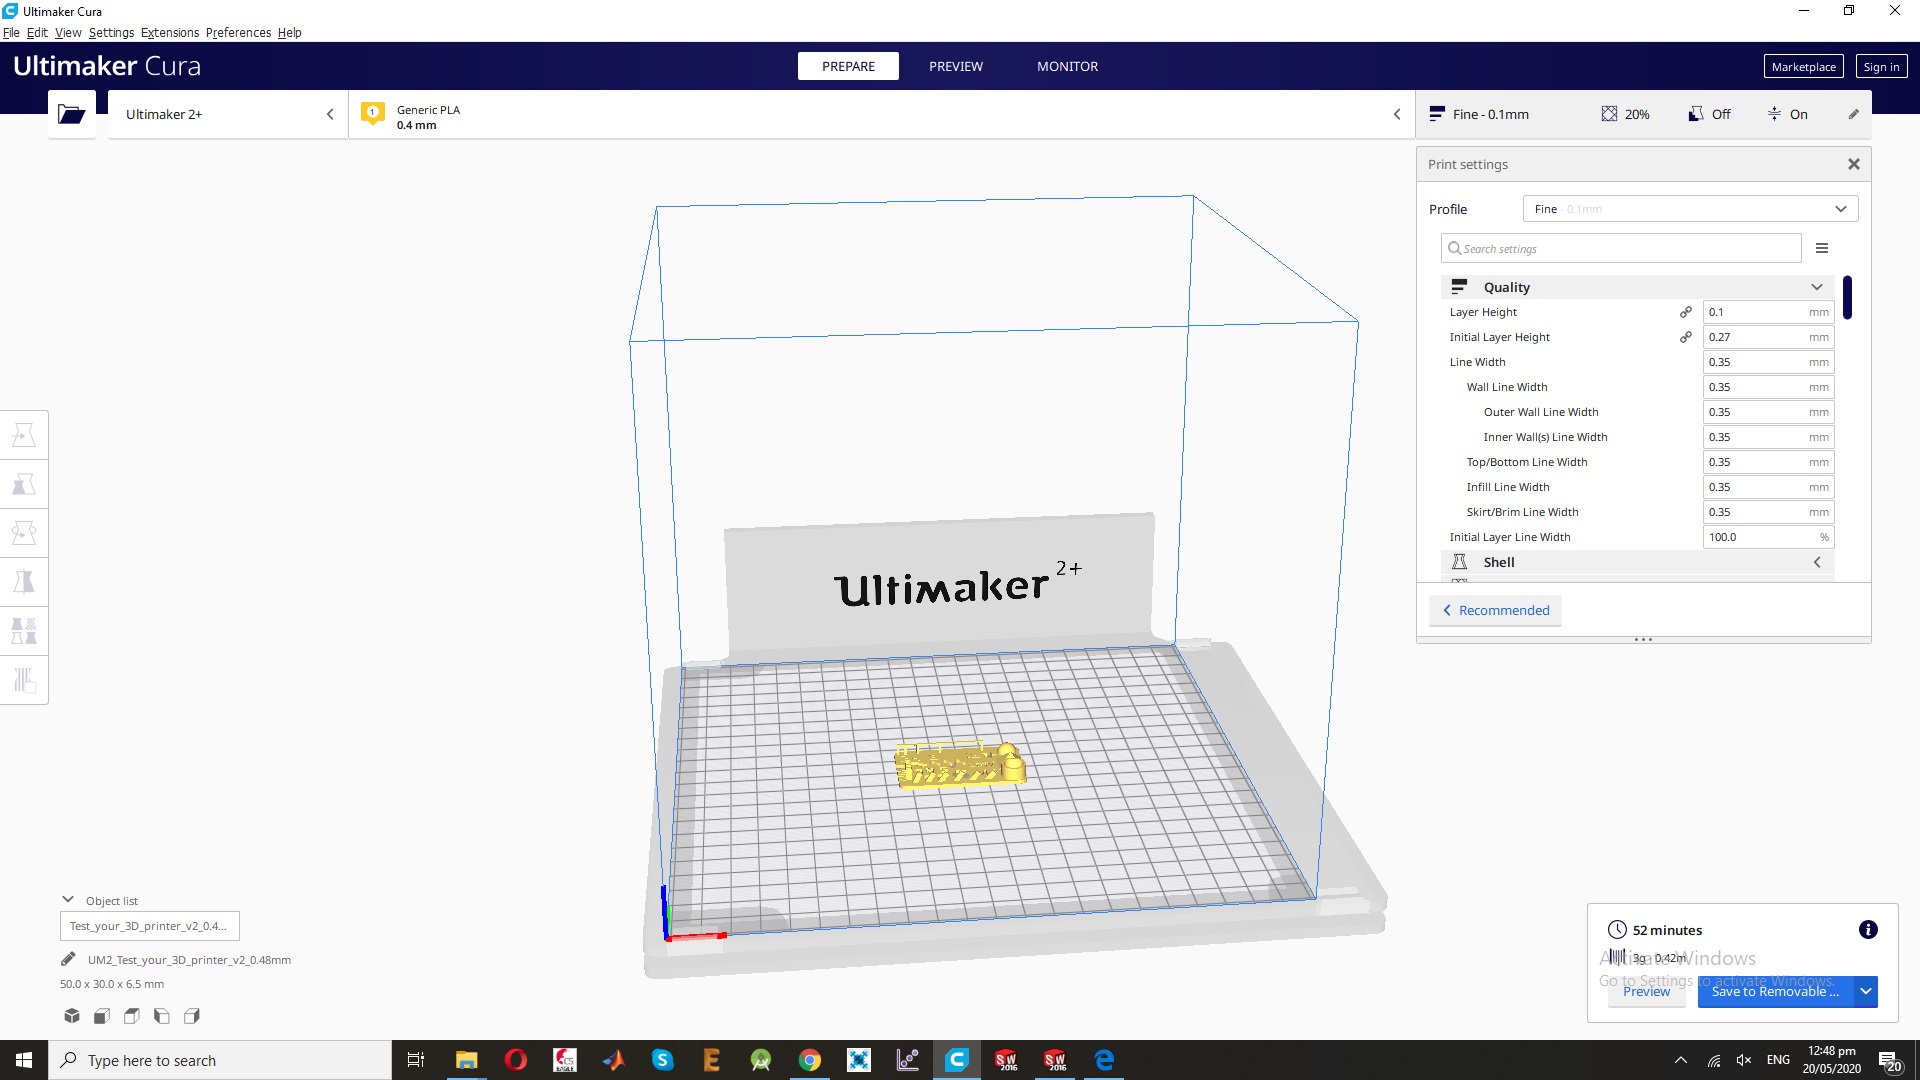 Ultimaker Cura
File Edit View Settings Extensions Preferences Help
Ultimaker Cura
PREPARE
PREVIEW
MONITOR
Marketplace
Sign in
Ultimaker 2+
1
Generic PLA
0.4 mm
Fine - 0.1mm
20%
Off
On
Print settings
Profile
Fine - 0.1mm
Search settings
Quality
Layer Height 0.1 mm
Initial Layer Height 0.27 mm
Line Width 0.35 mm
Wall Line Width 0.35 mm
Outer Wall Line Width 0.35 mm
Inner Wall(s) Line Width 0.35 mm
Top/Bottom Line Width 0.35 mm
Infill Line Width 0.35 mm
Skirt/Brim Line Width 0.35 mm
Initial Layer Line Width 100.0 %
Shell
Recommended
Ultimaker 2+
Object list
Test_your_3D_printer_v2_0.4...
UM2_Test_your_3D_printer_v2_0.48mm
50.0 x 30.0 x 6.5 mm
52 minutes
3g · 0.42m
Activate Windows
Go to Settings to activate Windows.
Preview
Save to Removable ...
Type here to search
CS
EAGLE
SW
2016
SW
2016
ENG
12:48 pm
20/05/2020
20